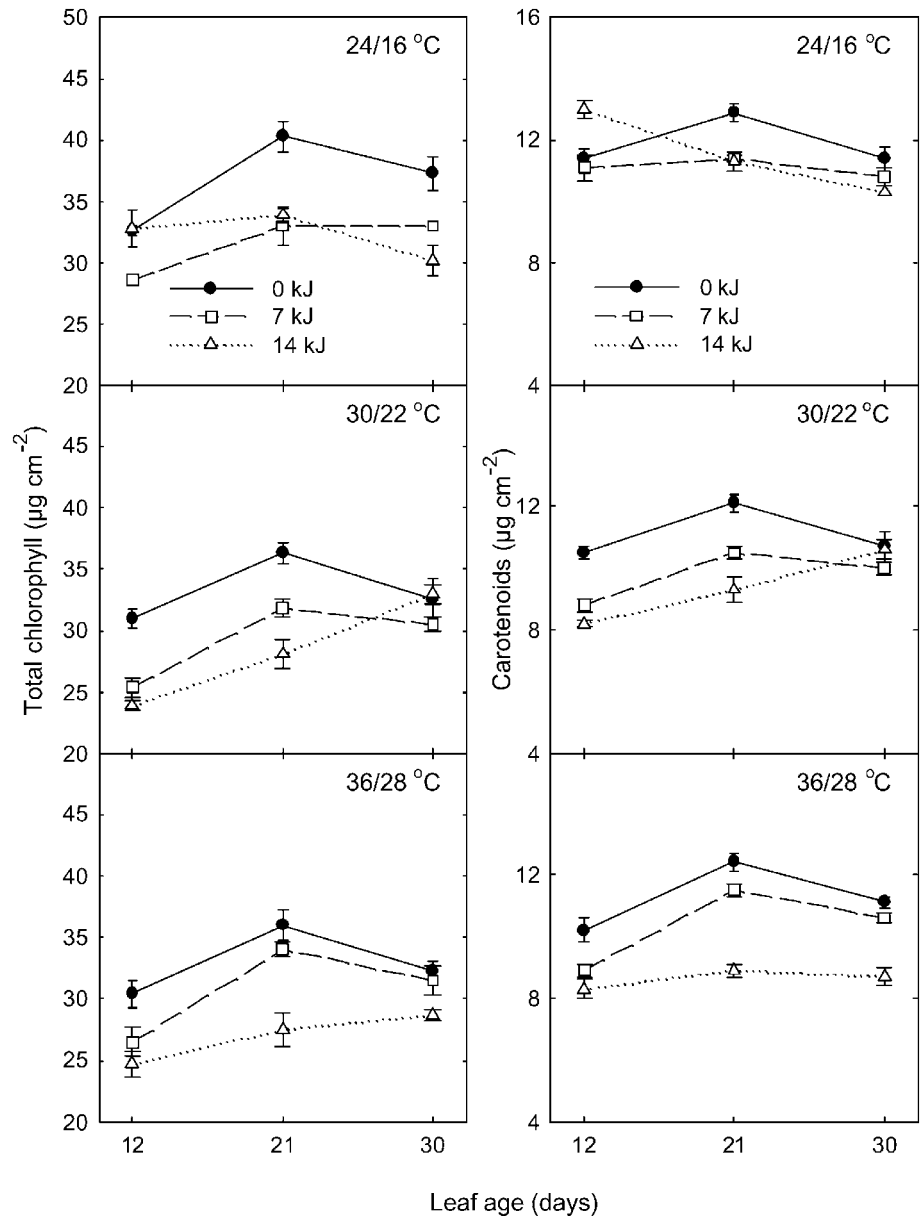 50
45
40
35
30
25
20
24/16 °C
0 kJ
7 kJ
14 kJ
16
12
8
4
24/16 °C
0 kJ
7 kJ
14 kJ
45
40
35
30
25
20
30/22 °C
12
8
4
30/22 °C
Total chlorophyll (µg cm⁻²)
Carotenoids (µg cm⁻²)
45
40
35
30
25
20
36/28 °C
12
8
4
36/28 °C
12 21 30
12 21 30
Leaf age (days)